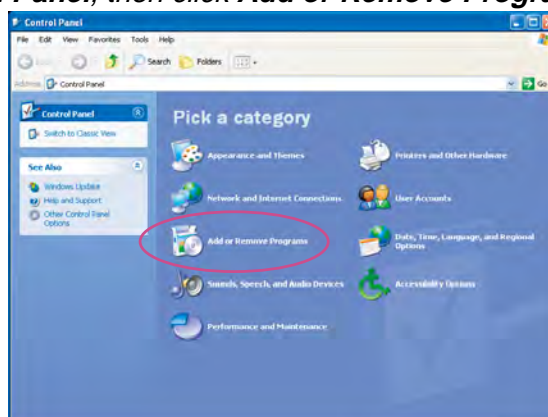 Panel, then click Add or Remove Progr
Control Panel
File Edit View Favorites Tools Help
Search Folders
Address Control Panel Go
Control Panel
Switch to Classic View
See Also
Windows Update
Help and Support
Other Control Panel
Options
Pick a category
Appearance and Themes
Printers and Other Hardware
Network and Internet Connections
User Accounts
Add or Remove Programs
Date, Time, Language, and Regional
Options
Sounds, Speech, and Audio Devices
Accessibility Options
Performance and Maintenance